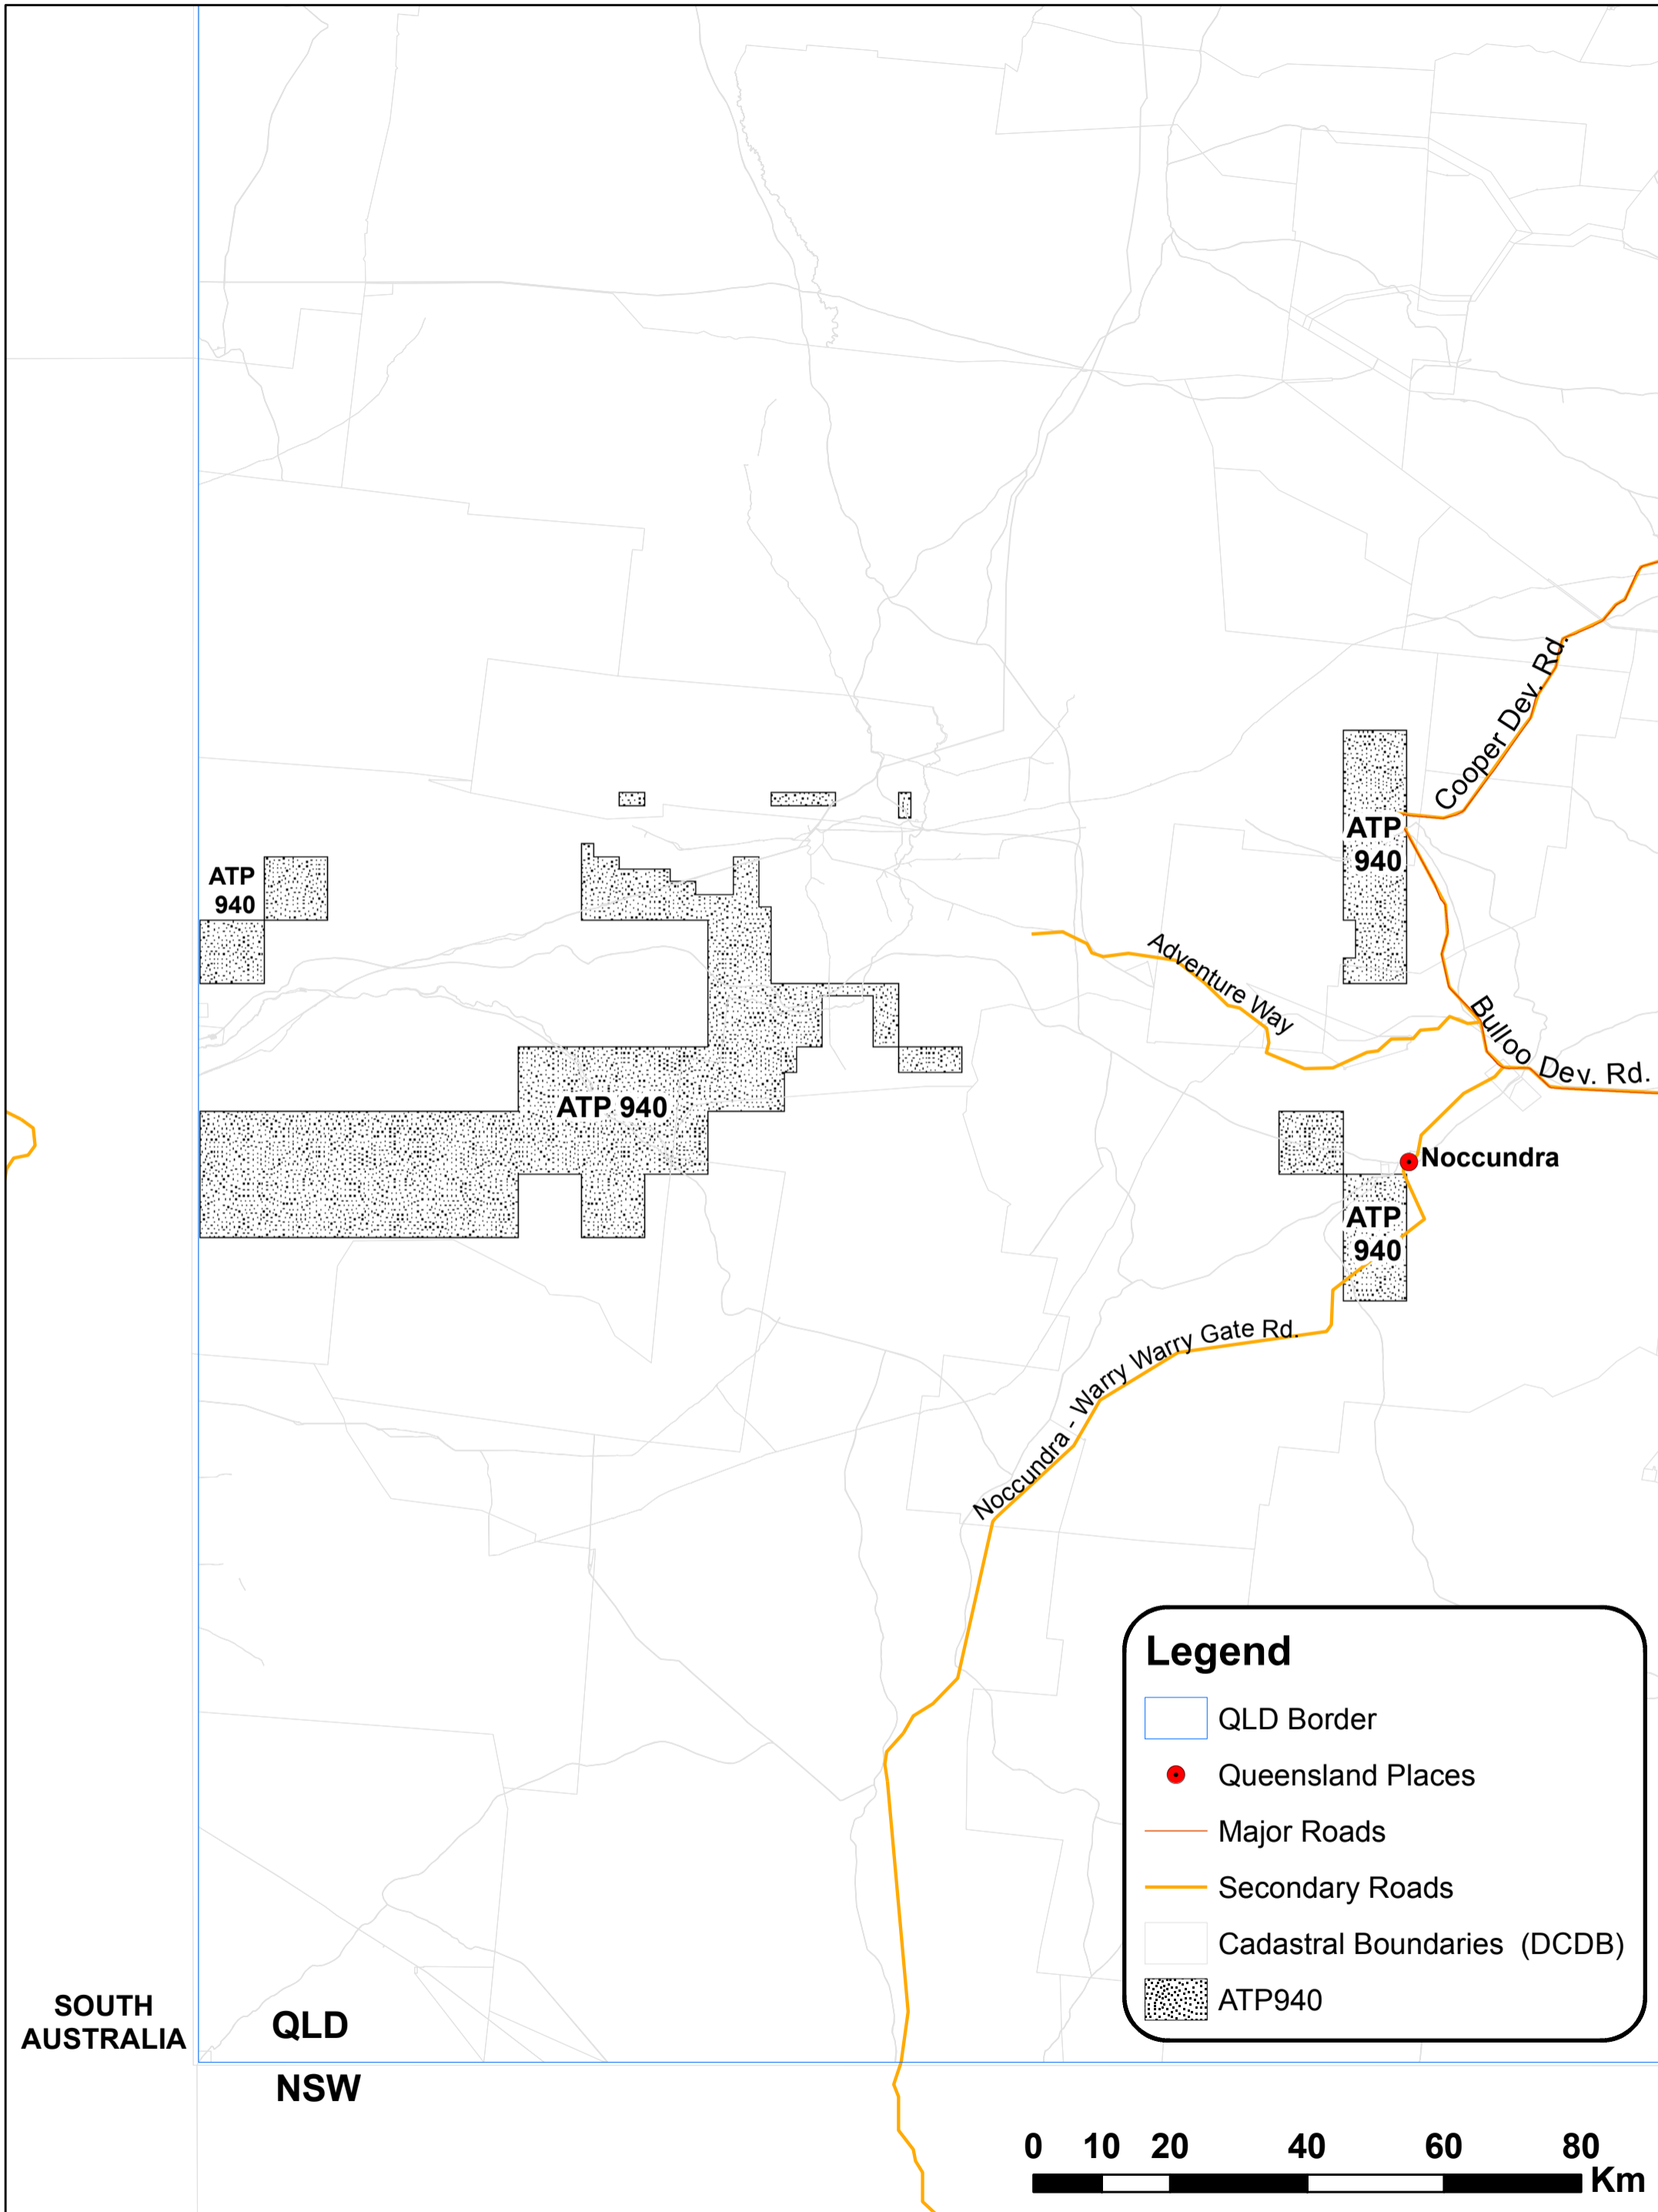 Cooper Dev. Rd.
ATP
940
ATP
940
Adventure Way
Bulloo Dev. Rd.
ATP 940
Noccundra
ATP
940
Noccundra - Warry Warry Gate Rd.
Legend
QLD Border
Queensland Places
Major Roads
Secondary Roads
Cadastral Boundaries (DCDB)
ATP940
SOUTH
AUSTRALIA
QLD
NSW
0 10 20 40 60 80
Km